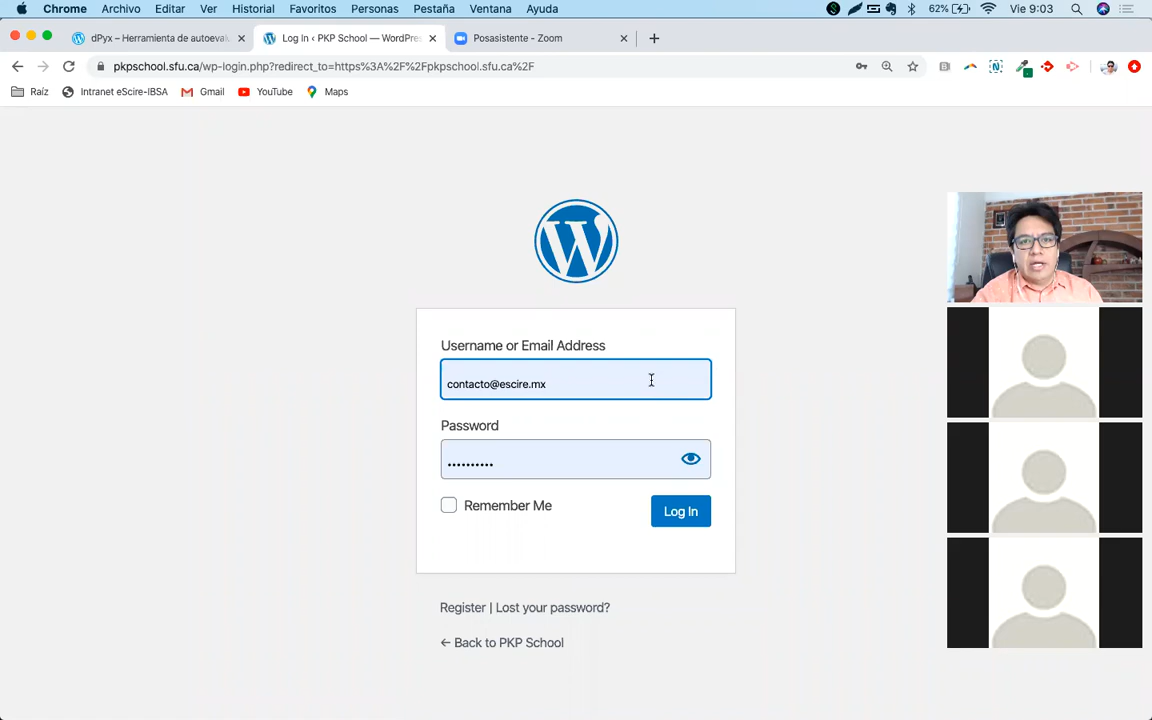 Chrome Archivo Editar Ver Historial Favoritos Personas Pestaña Ventana Ayuda 62% Vie 9:03
dPyx – Herramienta de autoeval
Log In ‹ PKP School — WordPres
Posasistente - Zoom
pkpschool.sfu.ca/wp-login.php?redirect_to=https%3A%2F%2Fpkpschool.sfu.ca%2F
Raíz Intranet eScire-IBSA Gmail YouTube Maps
Username or Email Address
contacto@escire.mx
Password
••••••••••
Remember Me
Log In
Register | Lost your password?
← Back to PKP School